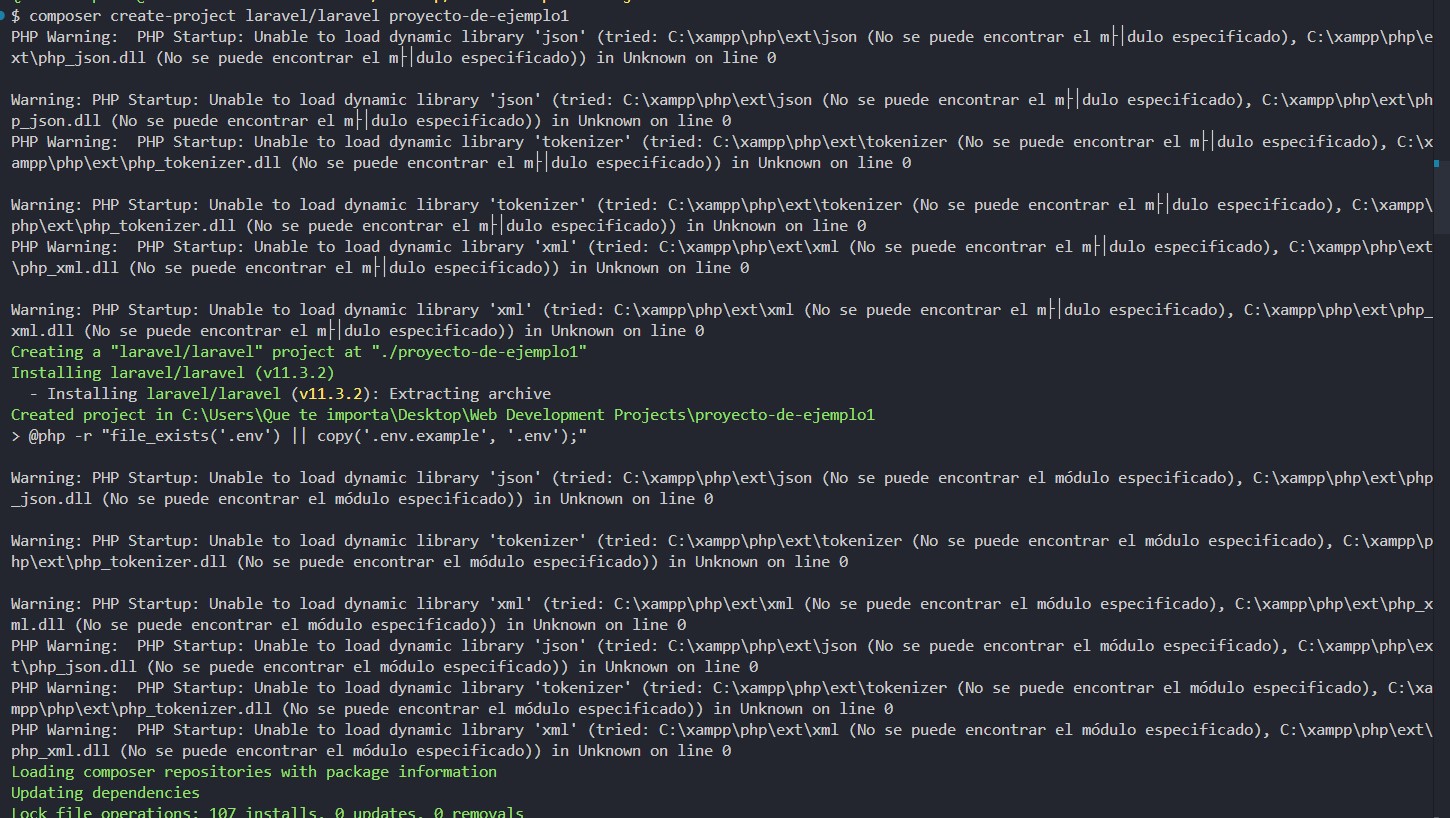 $ composer create-project laravel/laravel proyecto-de-ejemplo1
PHP Warning:  PHP Startup: Unable to load dynamic library 'json' (tried: C:\xampp\php\ext\json (No se puede encontrar el m├│dulo especificado), C:\xampp\php\e
xt\php_json.dll (No se puede encontrar el m├│dulo especificado)) in Unknown on line 0
Warning: PHP Startup: Unable to load dynamic library 'json' (tried: C:\xampp\php\ext\json (No se puede encontrar el m├│dulo especificado), C:\xampp\php\ext\ph
p_json.dll (No se puede encontrar el m├│dulo especificado)) in Unknown on line 0
PHP Warning:  PHP Startup: Unable to load dynamic library 'tokenizer' (tried: C:\xampp\php\ext\tokenizer (No se puede encontrar el m├│dulo especificado), C:\x
ampp\php\ext\php_tokenizer.dll (No se puede encontrar el m├│dulo especificado)) in Unknown on line 0
Warning: PHP Startup: Unable to load dynamic library 'tokenizer' (tried: C:\xampp\php\ext\tokenizer (No se puede encontrar el m├│dulo especificado), C:\xampp\
php\ext\php_tokenizer.dll (No se puede encontrar el m├│dulo especificado)) in Unknown on line 0
PHP Warning:  PHP Startup: Unable to load dynamic library 'xml' (tried: C:\xampp\php\ext\xml (No se puede encontrar el m├│dulo especificado), C:\xampp\php\ext
\php_xml.dll (No se puede encontrar el m├│dulo especificado)) in Unknown on line 0
Warning: PHP Startup: Unable to load dynamic library 'xml' (tried: C:\xampp\php\ext\xml (No se puede encontrar el m├│dulo especificado), C:\xampp\php\ext\php_
xml.dll (No se puede encontrar el m├│dulo especificado)) in Unknown on line 0
Creating a "laravel/laravel" project at "./proyecto-de-ejemplo1"
Installing laravel/laravel (v11.3.2)
  - Installing laravel/laravel (v11.3.2): Extracting archive
Created project in C:\Users\Que te importa\Desktop\Web Development Projects\proyecto-de-ejemplo1
> @php -r "file_exists('.env') || copy('.env.example', '.env');"
Warning: PHP Startup: Unable to load dynamic library 'json' (tried: C:\xampp\php\ext\json (No se puede encontrar el módulo especificado), C:\xampp\php\ext\php
_json.dll (No se puede encontrar el módulo especificado)) in Unknown on line 0
Warning: PHP Startup: Unable to load dynamic library 'tokenizer' (tried: C:\xampp\php\ext\tokenizer (No se puede encontrar el módulo especificado), C:\xampp\p
hp\ext\php_tokenizer.dll (No se puede encontrar el módulo especificado)) in Unknown on line 0
Warning: PHP Startup: Unable to load dynamic library 'xml' (tried: C:\xampp\php\ext\xml (No se puede encontrar el módulo especificado), C:\xampp\php\ext\php_x
ml.dll (No se puede encontrar el módulo especificado)) in Unknown on line 0
PHP Warning:  PHP Startup: Unable to load dynamic library 'json' (tried: C:\xampp\php\ext\json (No se puede encontrar el módulo especificado), C:\xampp\php\ex
t\php_json.dll (No se puede encontrar el módulo especificado)) in Unknown on line 0
PHP Warning:  PHP Startup: Unable to load dynamic library 'tokenizer' (tried: C:\xampp\php\ext\tokenizer (No se puede encontrar el módulo especificado), C:\xa
mpp\php\ext\php_tokenizer.dll (No se puede encontrar el módulo especificado)) in Unknown on line 0
PHP Warning:  PHP Startup: Unable to load dynamic library 'xml' (tried: C:\xampp\php\ext\xml (No se puede encontrar el módulo especificado), C:\xampp\php\ext\
php_xml.dll (No se puede encontrar el módulo especificado)) in Unknown on line 0
Loading composer repositories with package information
Updating dependencies
Lock file operations: 107 installs, 0 updates, 0 removals